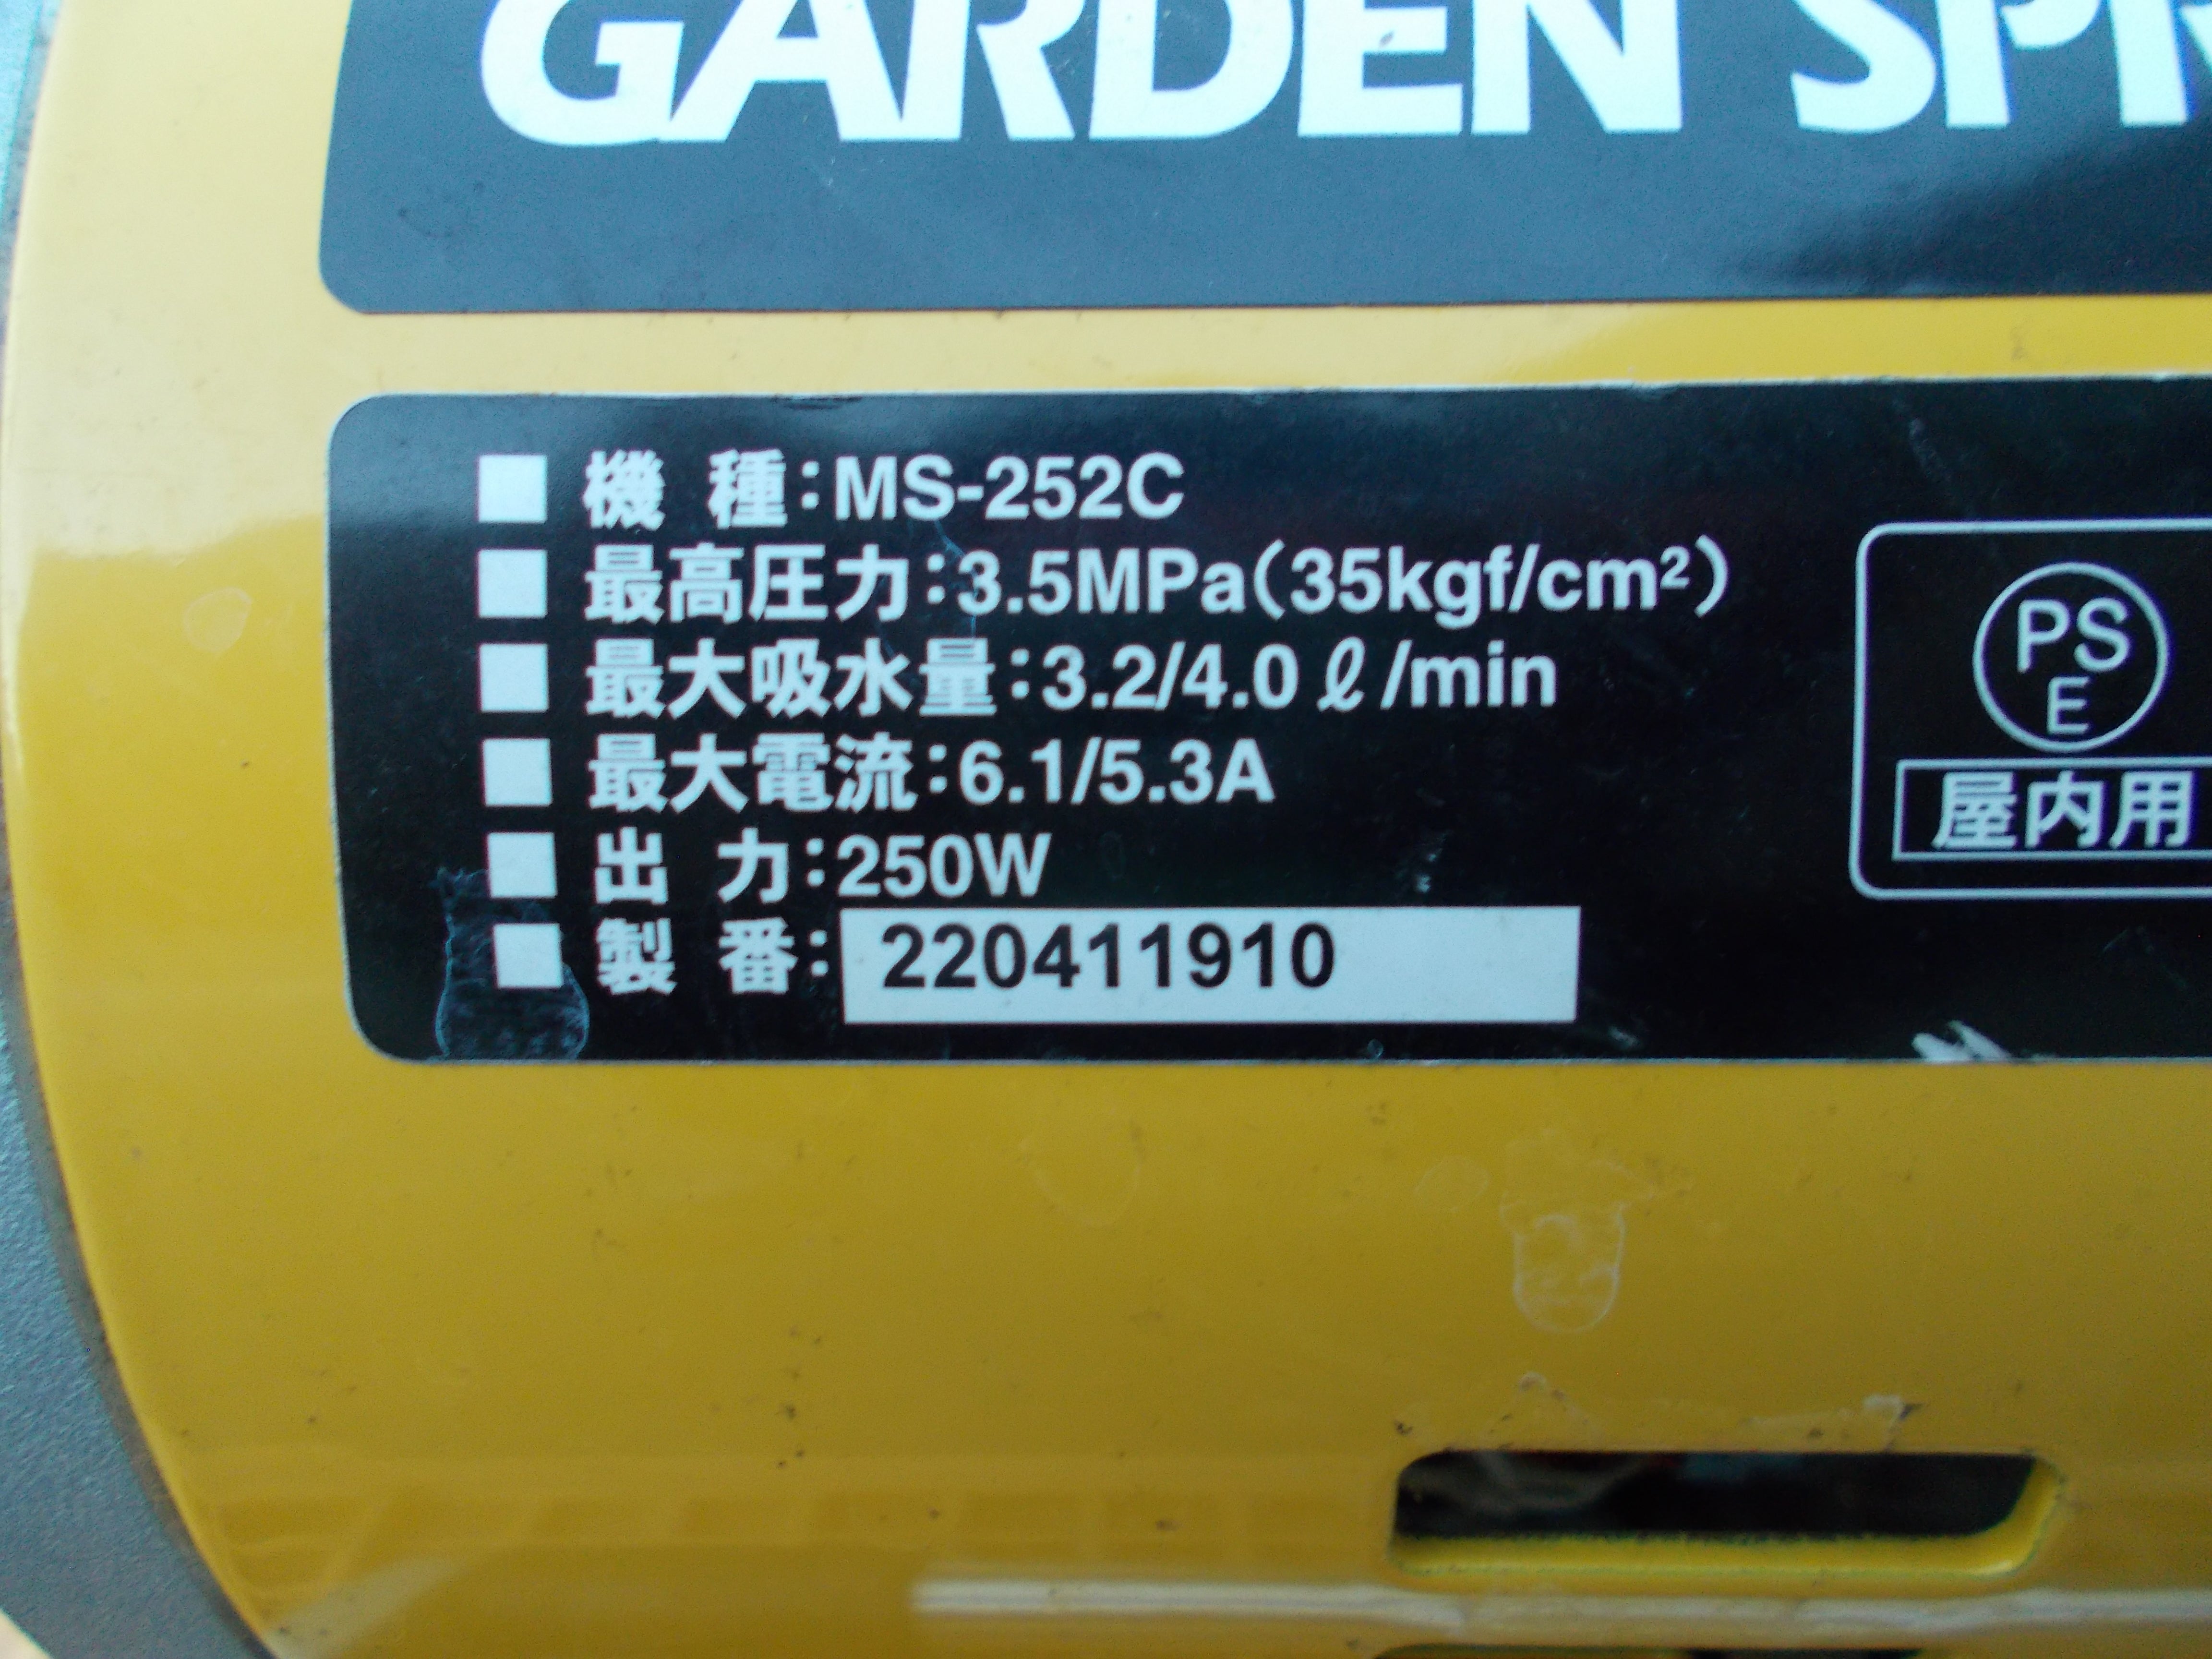 GARDEN SPR
■ 機 種：MS-252C
■ 最高圧力：3.5MPa（35kgf/cm²）
■ 最大吸水量：3.2/4.0 ℓ /min
■ 最大電流：6.1/5.3A
■ 出 力：250W
■ 製 番：220411910
PS
E
屋内用